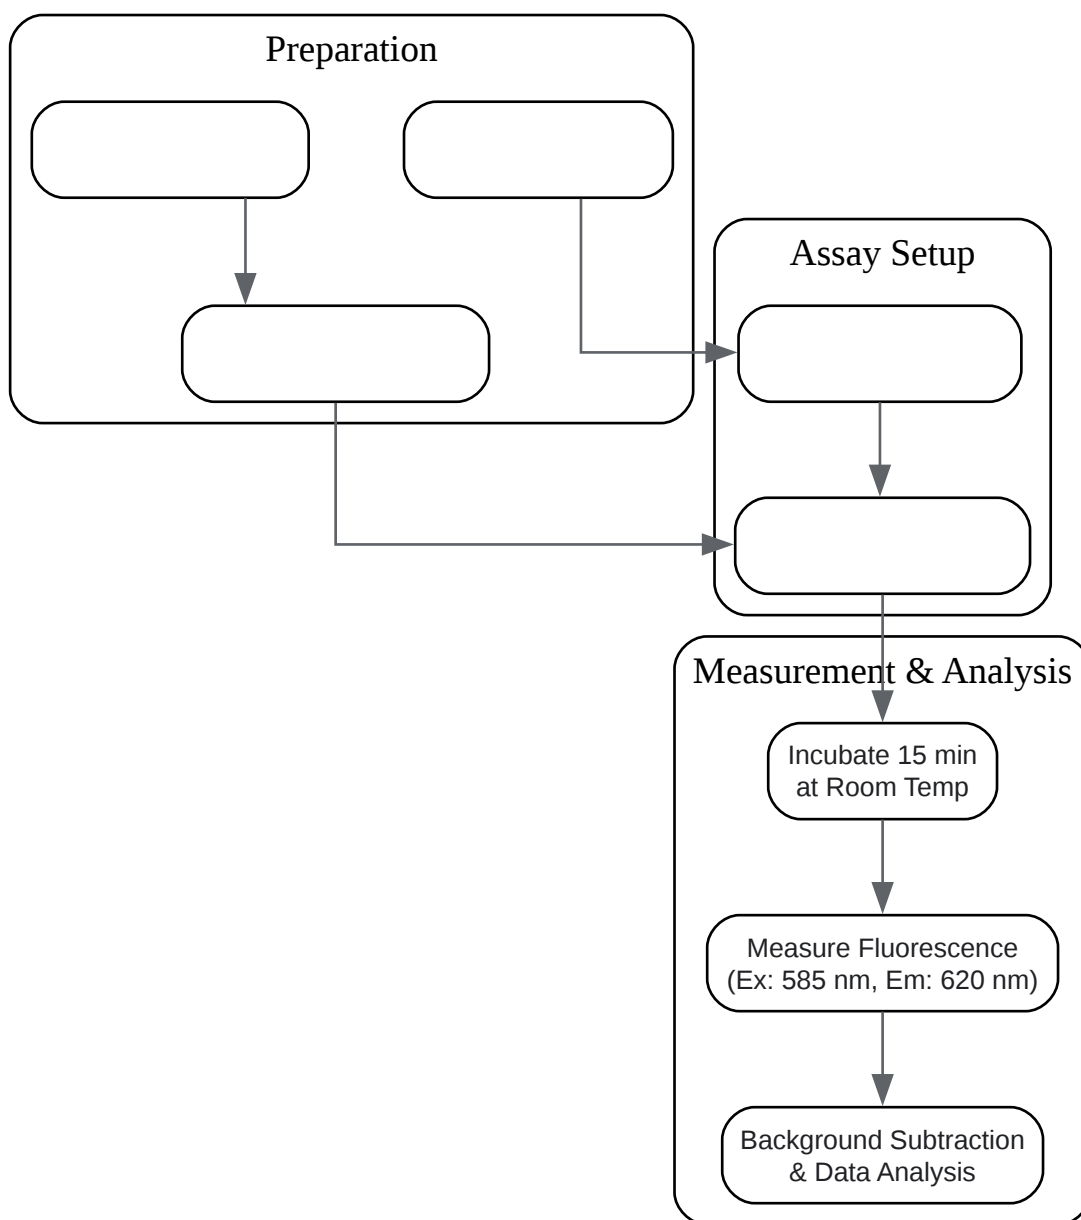 Preparation
Assay Setup
Measurement & Analysis
Incubate 15 min
at Room Temp
Measure Fluorescence
(Ex: 585 nm, Em: 620 nm)
Background Subtraction
& Data Analysis